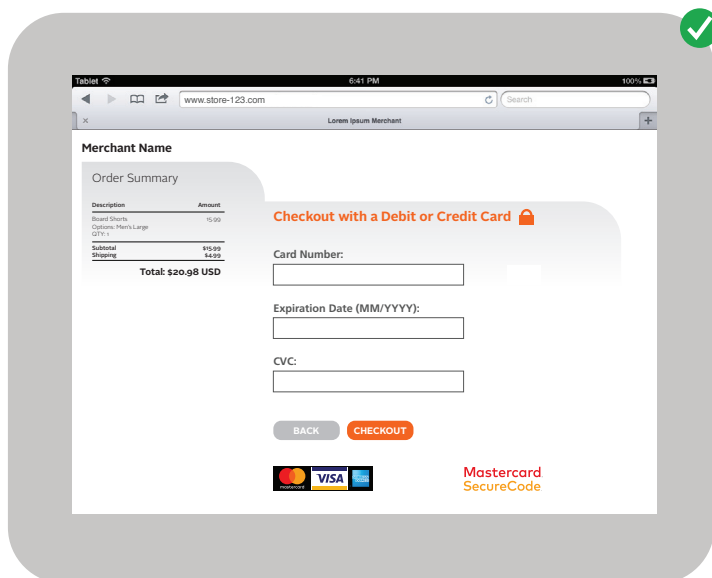 Tablet 6:41 PM 100%
www.store-123.com Search
× Lorem Ipsum Merchant +
Merchant Name
Order Summary
Description Amount
Board Shorts 15.99
Options: Men's Large
QTY: 1
Subtotal $15.99
Shipping $4.99
Total: $20.98 USD
Checkout with a Debit or Credit Card
Card Number:
Expiration Date (MM/YYYY):
CVC:
BACK CHECKOUT
mastercard VISA
Mastercard
SecureCode